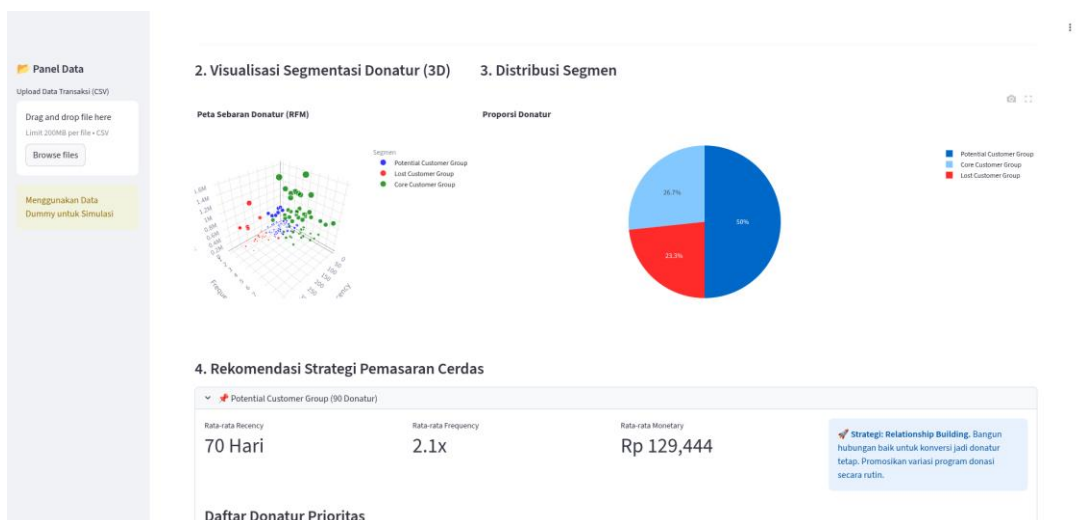 Panel Data
Upload Data Transaksi (CSV)
Drag and drop file here
Limit 200MB per file • CSV
Browse files
Menggunakan Data
Dummy untuk Simulasi
2. Visualisasi Segmentasi Donatur (3D)
Peta Sebaran Donatur (RFM)
Segmen
Potential Customer Group
Lost Customer Group
Core Customer Group
1.4M
1.2M
1M
0.8M
0.6M
0.4M
0.2M
0
50
100
150
200
250
3. Distribusi Segmen
Proporsi Donatur
26.7%
50%
23.3%
Potential Customer Group
Core Customer Group
Lost Customer Group
4. Rekomendasi Strategi Pemasaran Cerdas
Potential Customer Group (90 Donatur)
Rata-rata Recency
70 Hari
Rata-rata Frequency
2.1x
Rata-rata Monetary
Rp 129,444
Strategi: Relationship Building. Bangun
hubungan baik untuk konversi jadi donatur
tetap. Promosikan variasi program donasi
secara rutin.
Daftar Donatur Prioritas